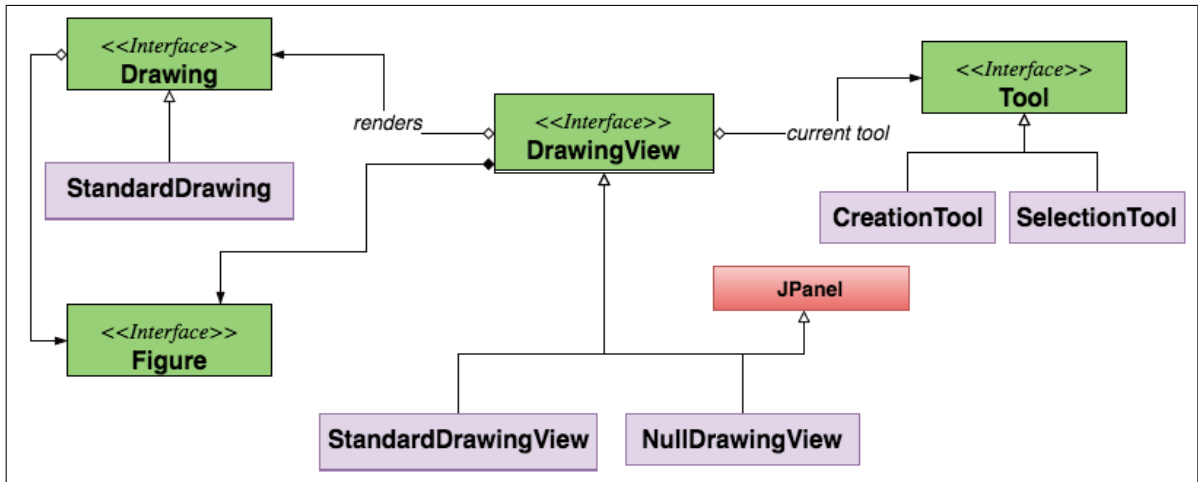 <<Interface>>
Drawing
<<Interface>>
Tool
renders
<<Interface>>
DrawingView
current tool
StandardDrawing
CreationTool
SelectionTool
JPanel
<<Interface>>
Figure
StandardDrawingView
NullDrawingView